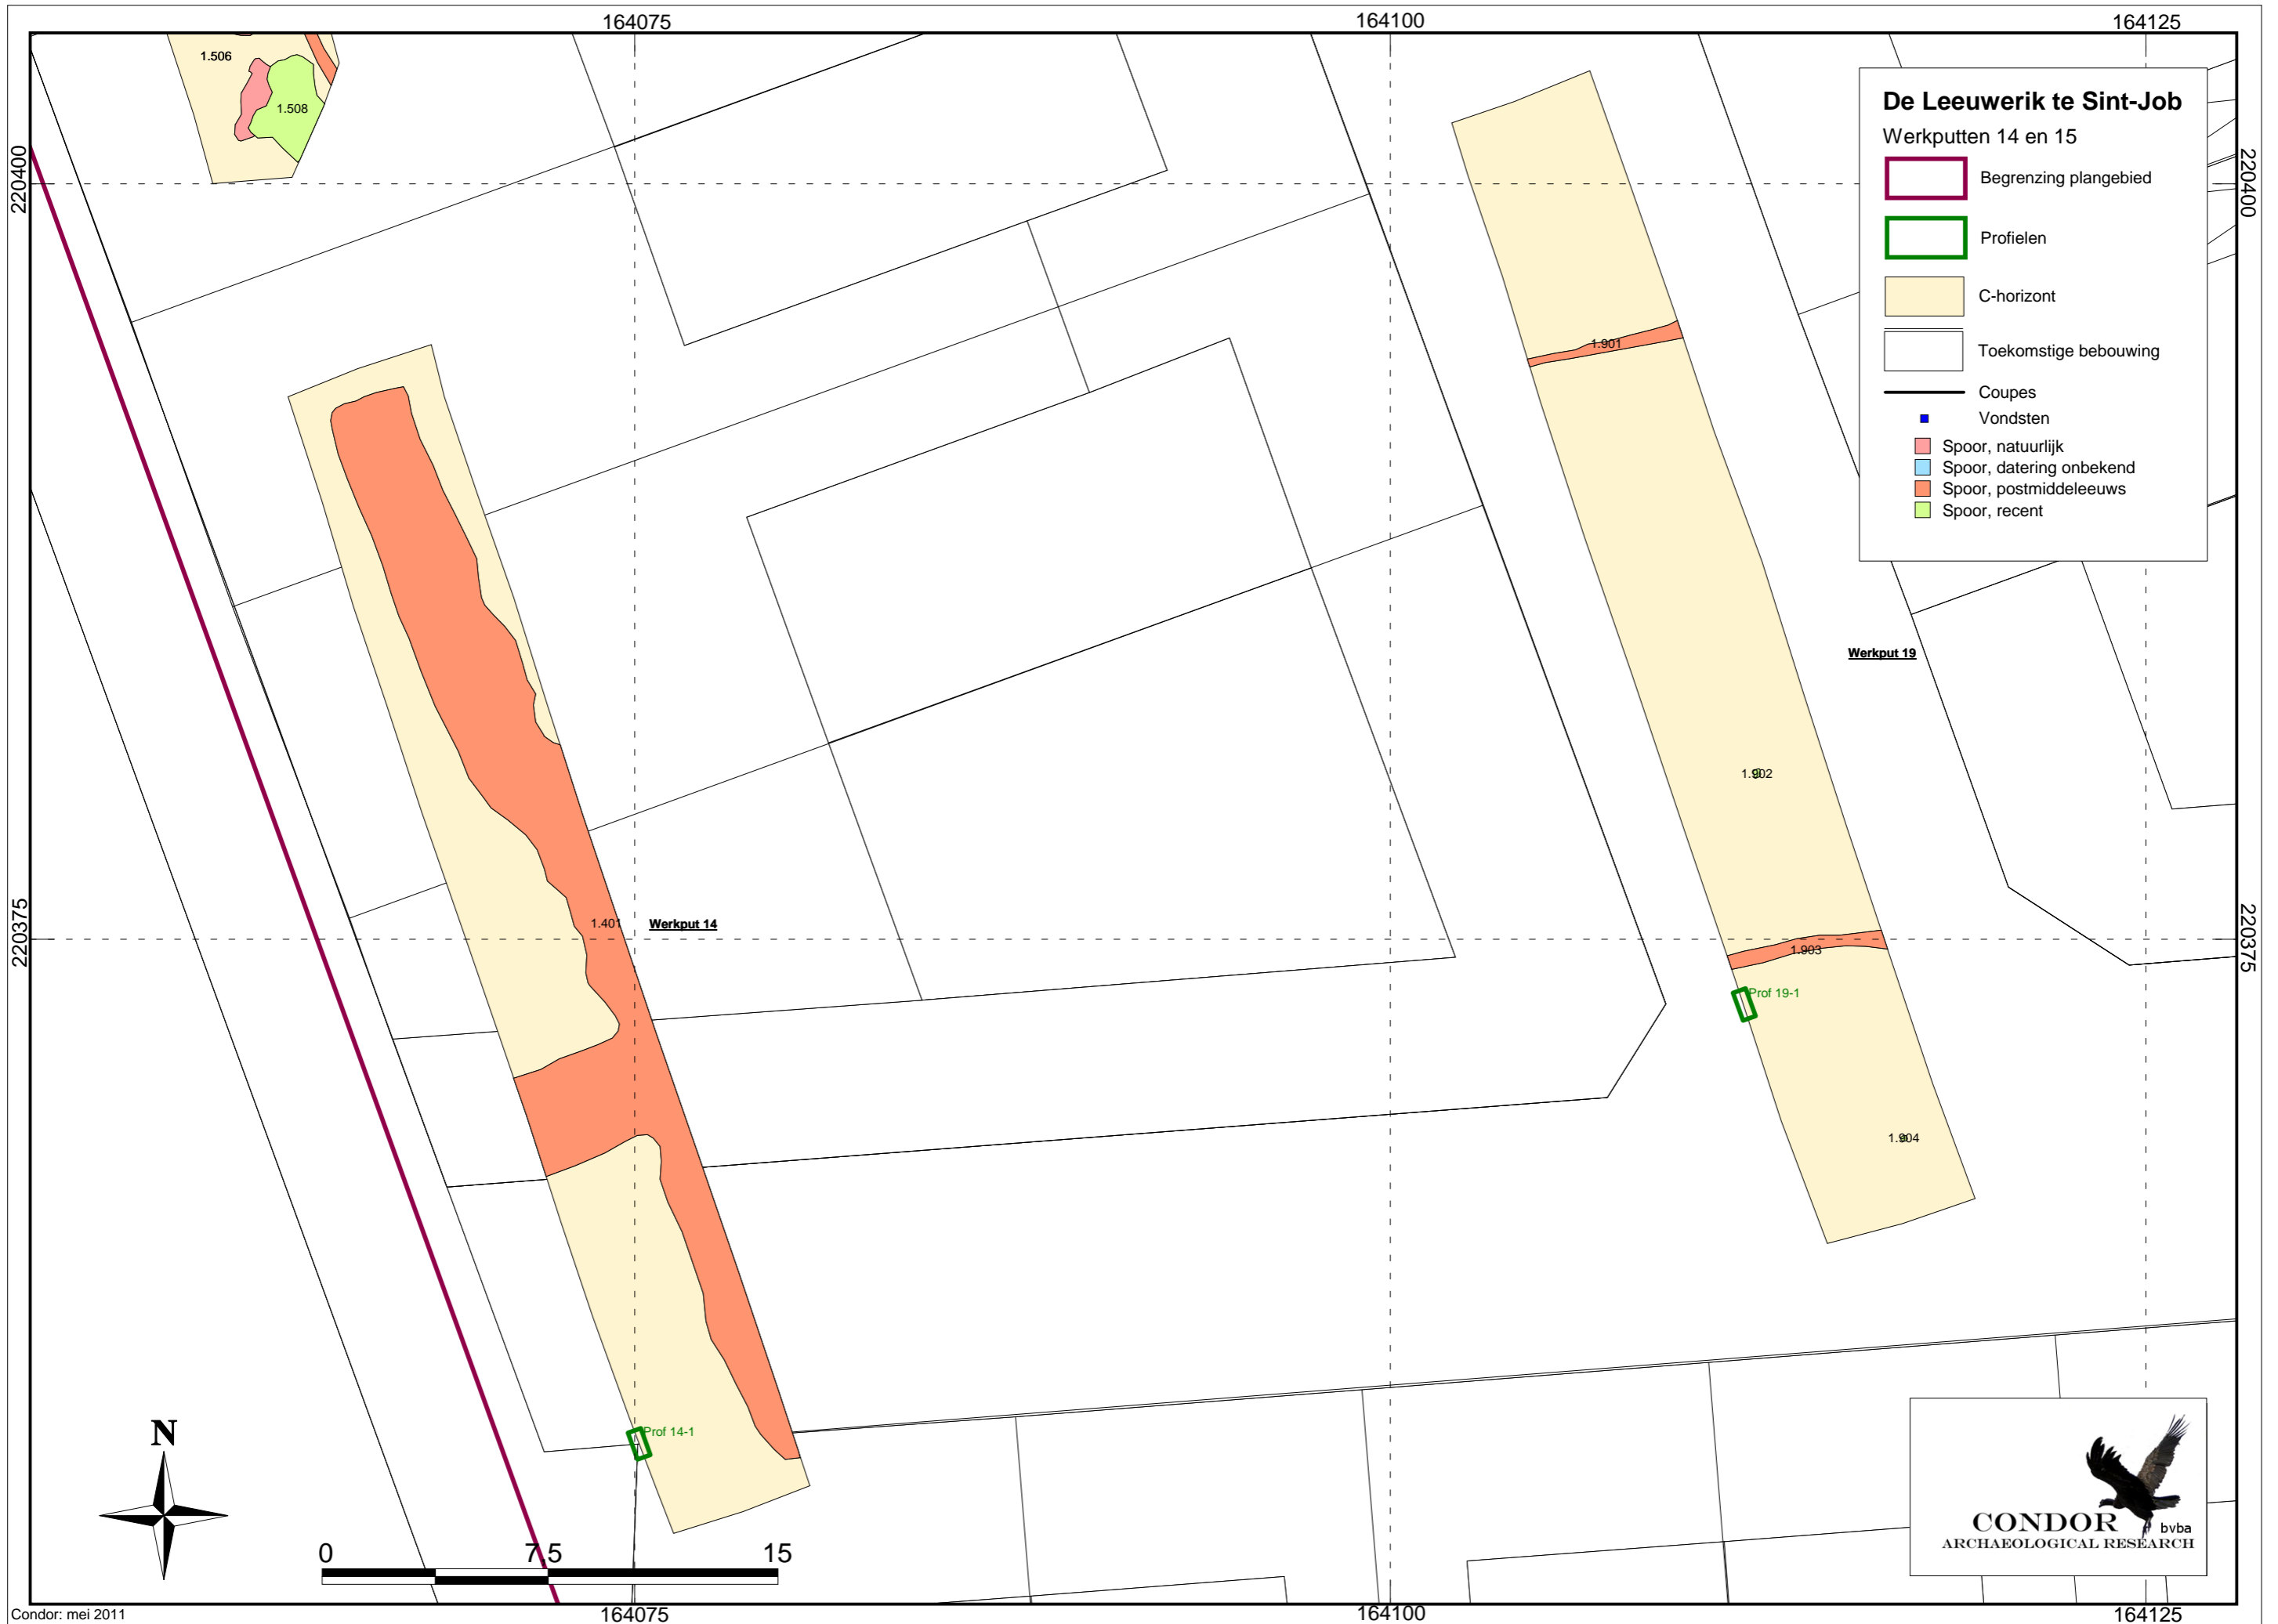 164075
164100
164125
1.506
1.508
De Leeuwerik te Sint-Job
Werkputten 14 en 15
Begrenzing plangebied
Profielen
C-horizont
Toekomstige bebouwing
Coupes
Vondsten
Spoor, natuurlijk
Spoor, datering onbekend
Spoor, postmiddeleeuws
Spoor, recent
220400
220400
1.901
Werkput 19
1.902
1.401
Werkput 14
220375
220375
1.903
Prof 19-1
1.904
Prof 14-1
N
0 7,5 15
CONDOR bvba
ARCHAEOLOGICAL RESEARCH
Condor: mei 2011
164075
164100
164125